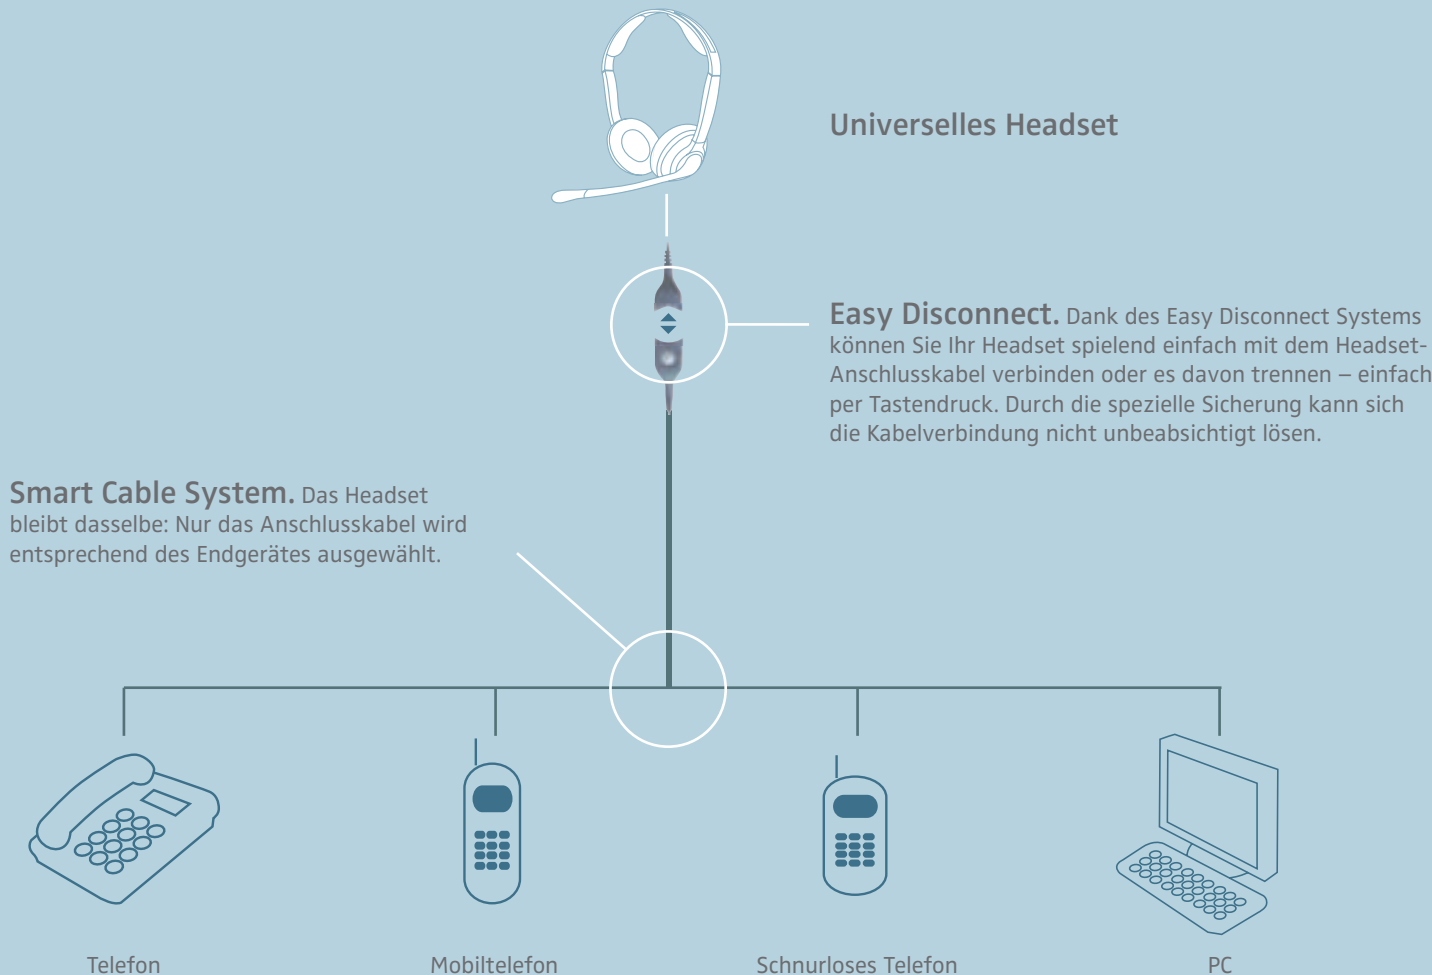 Universelles Headset
Easy Disconnect. Dank des Easy Disconnect Systems
können Sie Ihr Headset spielend einfach mit dem Headset-
Anschlusskabel verbinden oder es davon trennen – einfach
per Tastendruck. Durch die spezielle Sicherung kann sich
die Kabelverbindung nicht unbeabsichtigt lösen.
Smart Cable System. Das Headset
bleibt dasselbe: Nur das Anschlusskabel wird
entsprechend des Endgerätes ausgewählt.
Telefon
Mobiltelefon
Schnurloses Telefon
PC